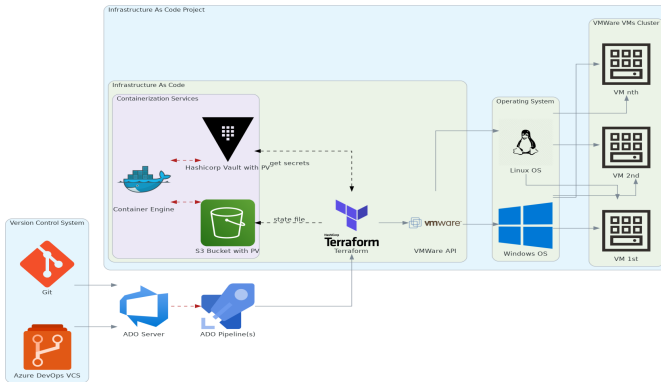 Infrastructure As Code Project
VMWare VMs Cluster
VM nth
VM 2nd
VM 1st
Infrastructure As Code
Containerization Services
Hashicorp Vault with PV
Container Engine
S3 Bucket with PV
get secrets
state file
HashiCorp
Terraform
Terraform
vmware
VMWare API
Operating System
Linux OS
Windows OS
Version Control System
Git
Azure DevOps VCS
ADO Server
ADO Pipeline(s)